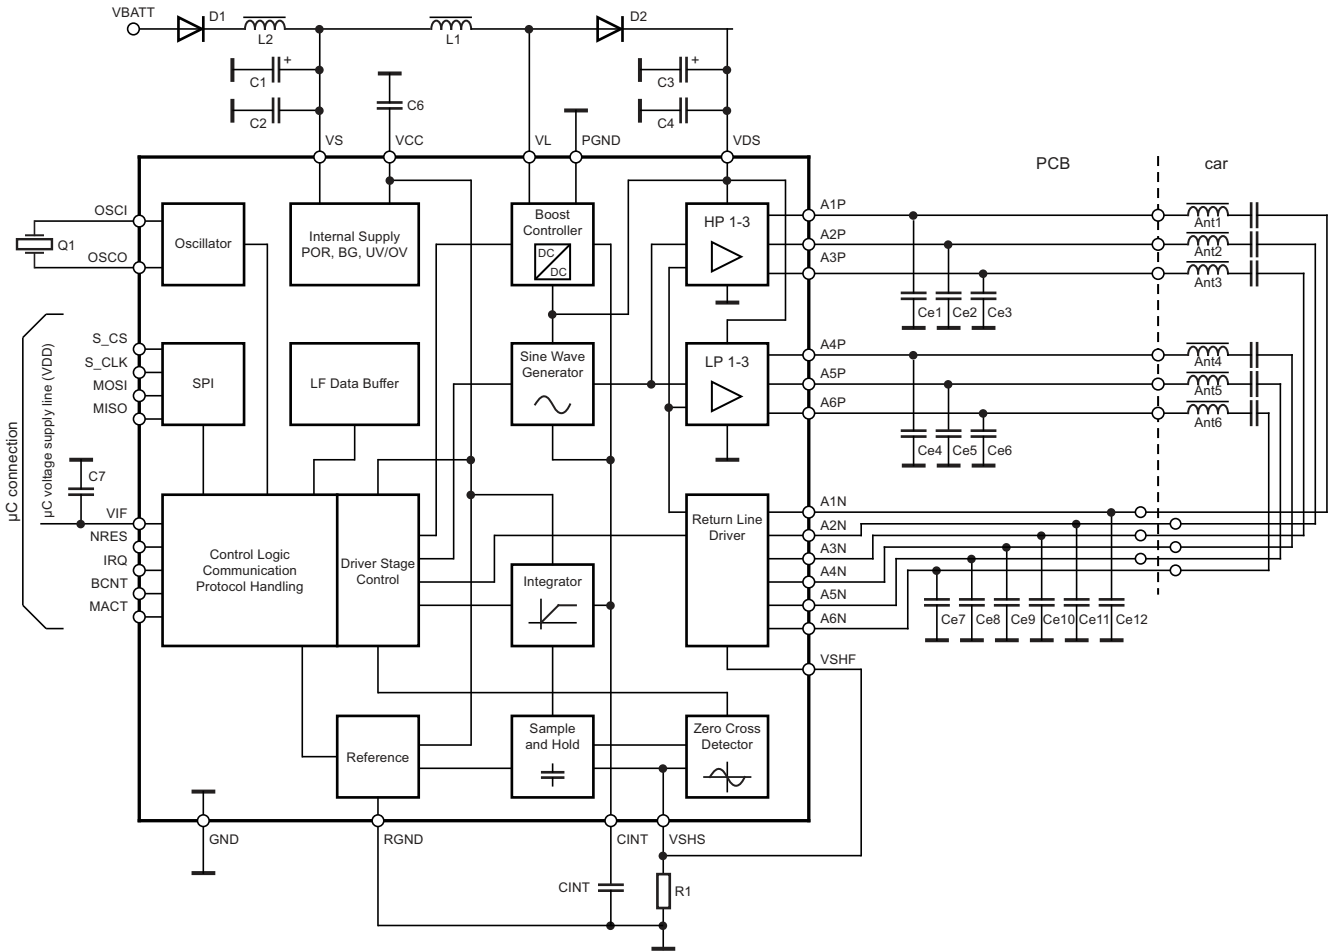 VBATT
D1
L2
L1
D2
C1
+
C2
C6
C3
+
C4
VS
VCC
VL
PGND
VDS
PCB
car
OSCI
Q1
OSCO
Oscillator
Internal Supply
POR, BG, UV/OV
Boost
Controller
DC
DC
HP 1-3
A1P
A2P
A3P
Ant1
Ant2
Ant3
Ce1
Ce2
Ce3
µC connection
µC voltage supply line (VDD)
S_CS
S_CLK
MOSI
MISO
SPI
LF Data Buffer
Sine Wave
Generator
LP 1-3
A4P
A5P
A6P
Ant4
Ant5
Ant6
Ce4
Ce5
Ce6
C7
VIF
NRES
IRQ
BCNT
MACT
Control Logic
Communication
Protocol Handling
Driver Stage
Control
Integrator
Return Line
Driver
A1N
A2N
A3N
A4N
A5N
A6N
Ce7
Ce8
Ce9
Ce10
Ce11
Ce12
VSHF
Reference
Sample
and Hold
Zero Cross
Detector
GND
RGND
CINT
VSHS
CINT
R1